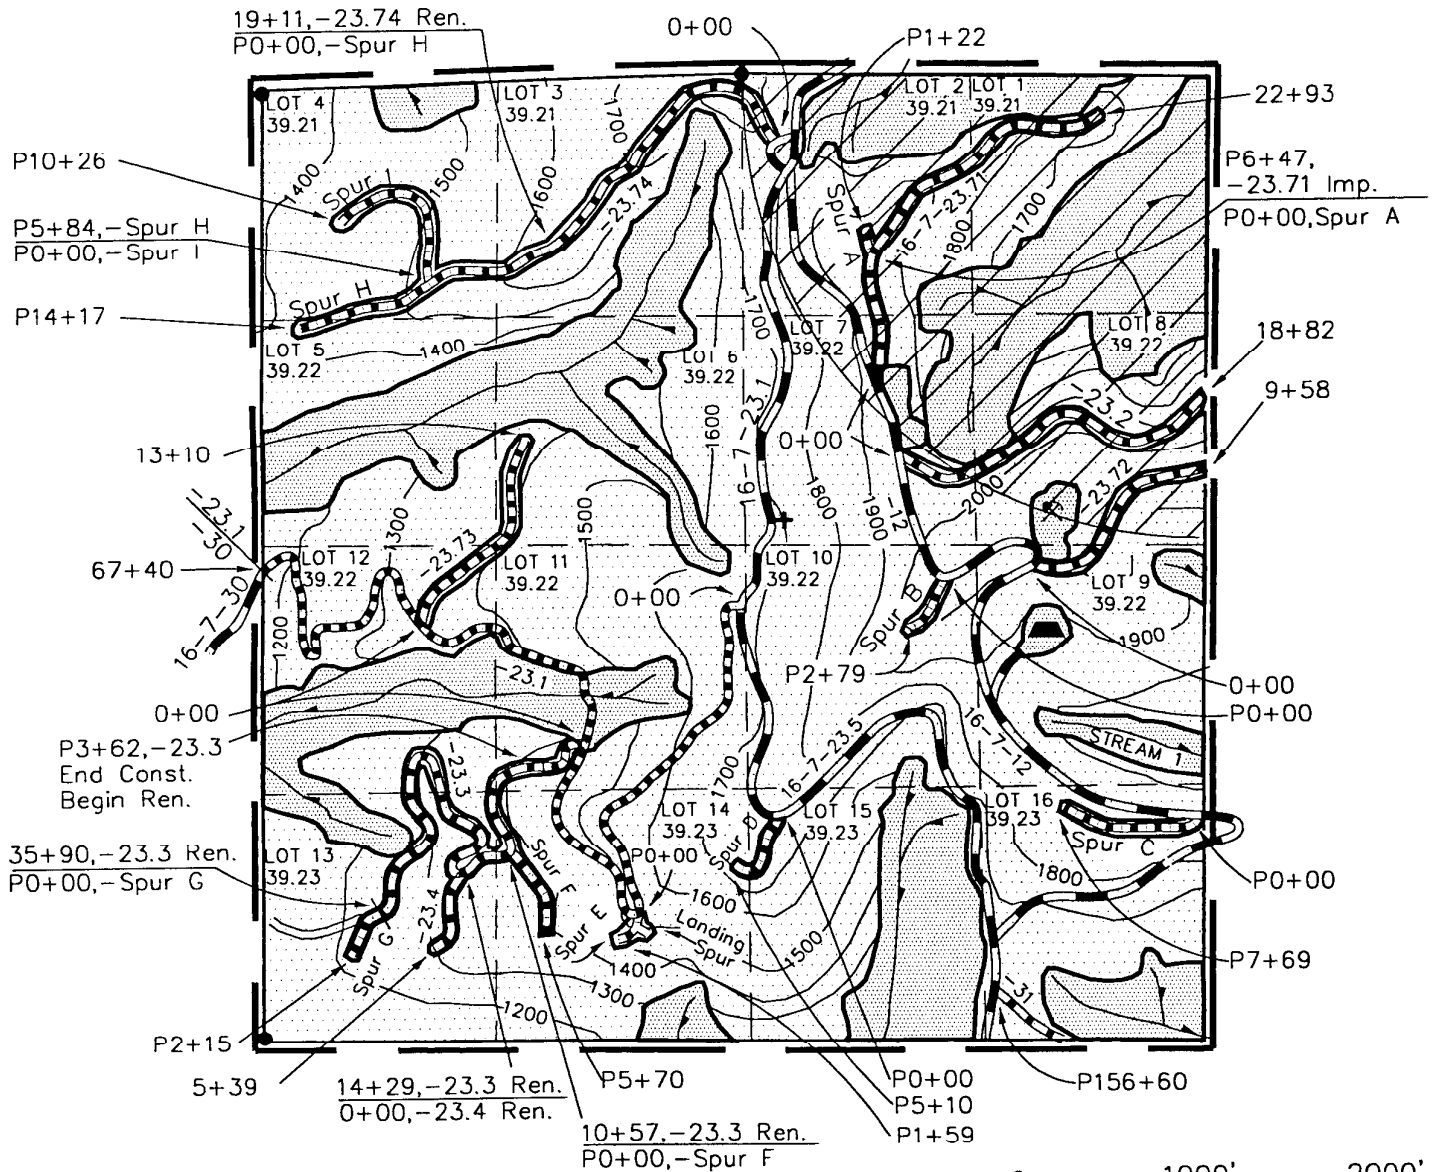 19+11,-23.74 Ren.
P0+00,-Spur H
0+00
P1+22
22+93
P6+47,
-23.71 Imp.
P0+00,Spur A
P10+26
P5+84,-Spur H
P0+00,-Spur I
P14+17
18+82
9+58
13+10
-23.1
-30
67+40
16-7-30
0+00
P3+62,-23.3
End Const.
Begin Ren.
35+90,-23.3 Ren.
P0+00,-Spur G
P2+15
5+39
14+29,-23.3 Ren.
0+00,-23.4 Ren.
P5+70
10+57,-23.3 Ren.
P0+00,-Spur F
P0+00
P5+10
P1+59
P156+60
P7+69
P0+00
0+00
P0+00
LOT 4
39.21
LOT 3
39.21
LOT 2
39.21
LOT 1
39.21
1400
1500
1600
1700
Spur I
Spur H
-23.74
Spur A
16-7-23.71
1800
1700
LOT 5
39.22
1400
LOT 6
39.22
1700
LOT 7
39.22
LOT 8
39.22
1600
16-7-23.1
0+00
1800
1900
-12
2000
-23.2
-23.72
LOT 12
39.22
1300
-23.73
LOT 11
39.22
1500
LOT 10
39.22
LOT 9
39.22
1200
0+00
Spur B
P2+79
1900
-23.1
16-7-23.5
16-7-12
STREAM 1
1700
-23.3
LOT 13
39.23
LOT 14
39.23
LOT 15
39.23
LOT 16
39.23
Spur D
P0+00
Spur C
Spur F
Spur E
-23.4
Spur G
1600
Landing
Spur
1500
1400
1300
1200
1800
-31
1000'
2000'